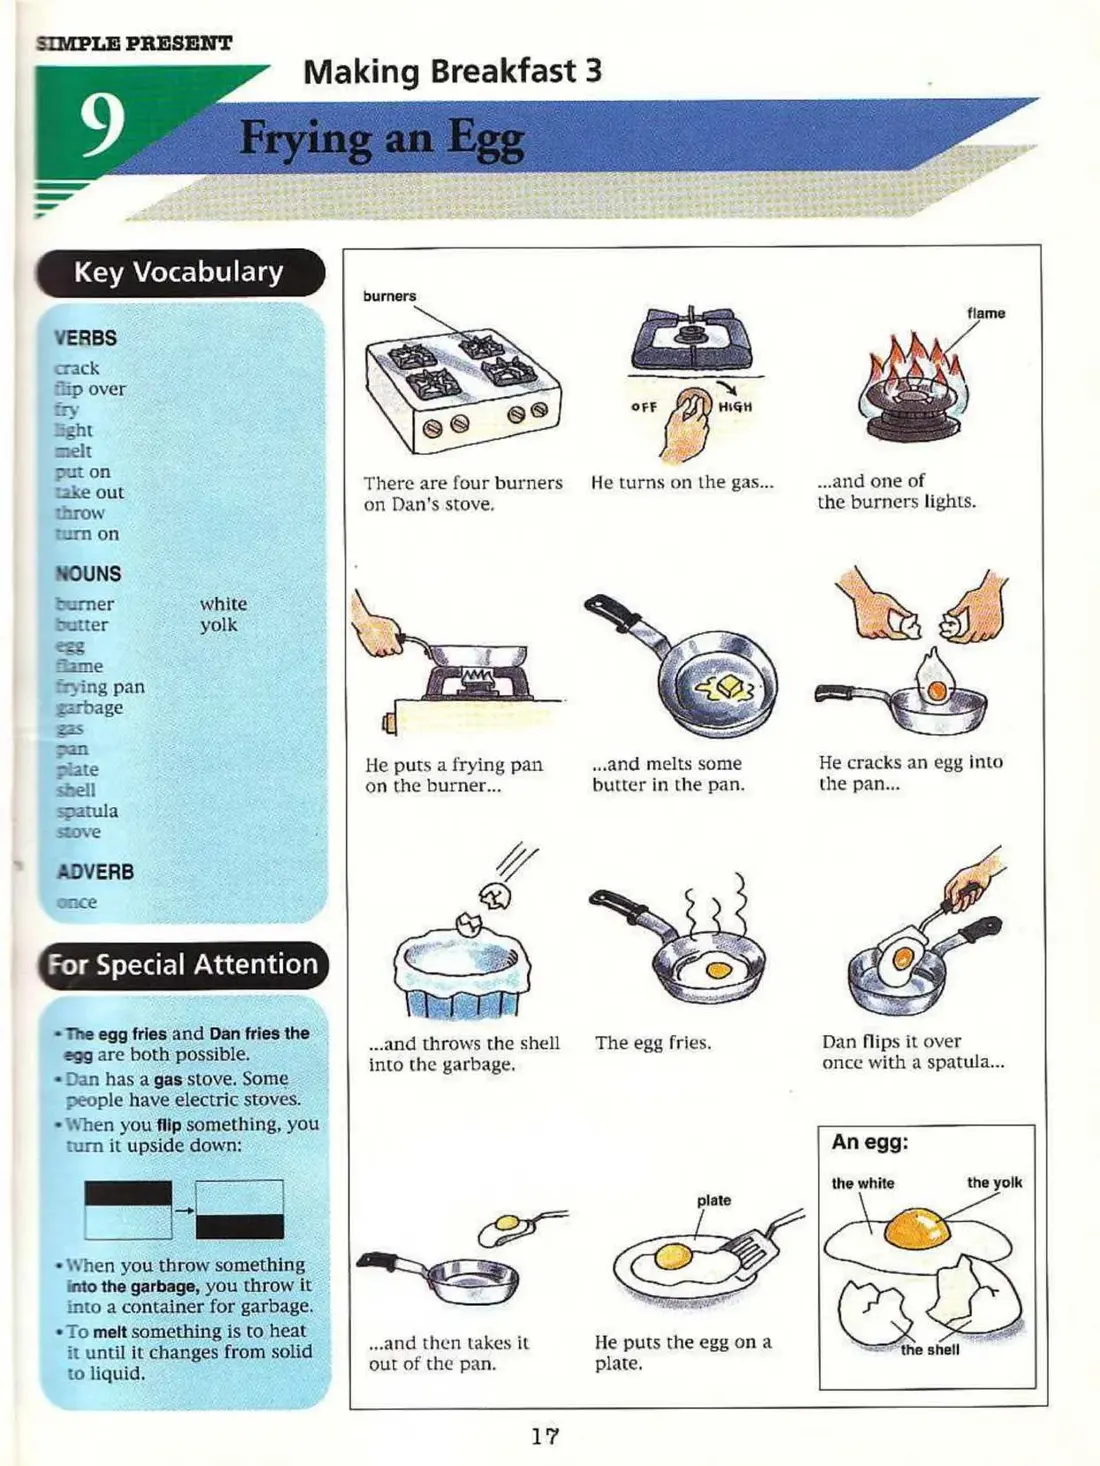 SIMPLE PRESENT
Making Breakfast 3
9
Frying an Egg
Key Vocabulary
VERBS
crack
flip over
fry
light
melt
put on
take out
throw
turn on
NOUNS
burner
butter
egg
flame
frying pan
garbage
gas
pan
plate
shell
spatula
stove
white
yolk
ADVERB
once
For Special Attention
• The egg fries and Dan fries the
egg are both possible.
• Dan has a gas stove. Some
people have electric stoves.
• When you flip something, you
turn it upside down:
• When you throw something
into the garbage, you throw it
into a container for garbage.
• To melt something is to heat
it until it changes from solid
to liquid.
burners
There are four burners
on Dan's stove.
OFF
HIGH
He turns on the gas...
flame
...and one of
the burners lights.
He puts a frying pan
on the burner...
...and melts some
butter in the pan.
He cracks an egg into
the pan...
...and throws the shell
into the garbage.
The egg fries.
Dan flips it over
once with a spatula...
...and then takes it
out of the pan.
plate
He puts the egg on a
plate.
An egg:
the white
the yolk
the shell
17